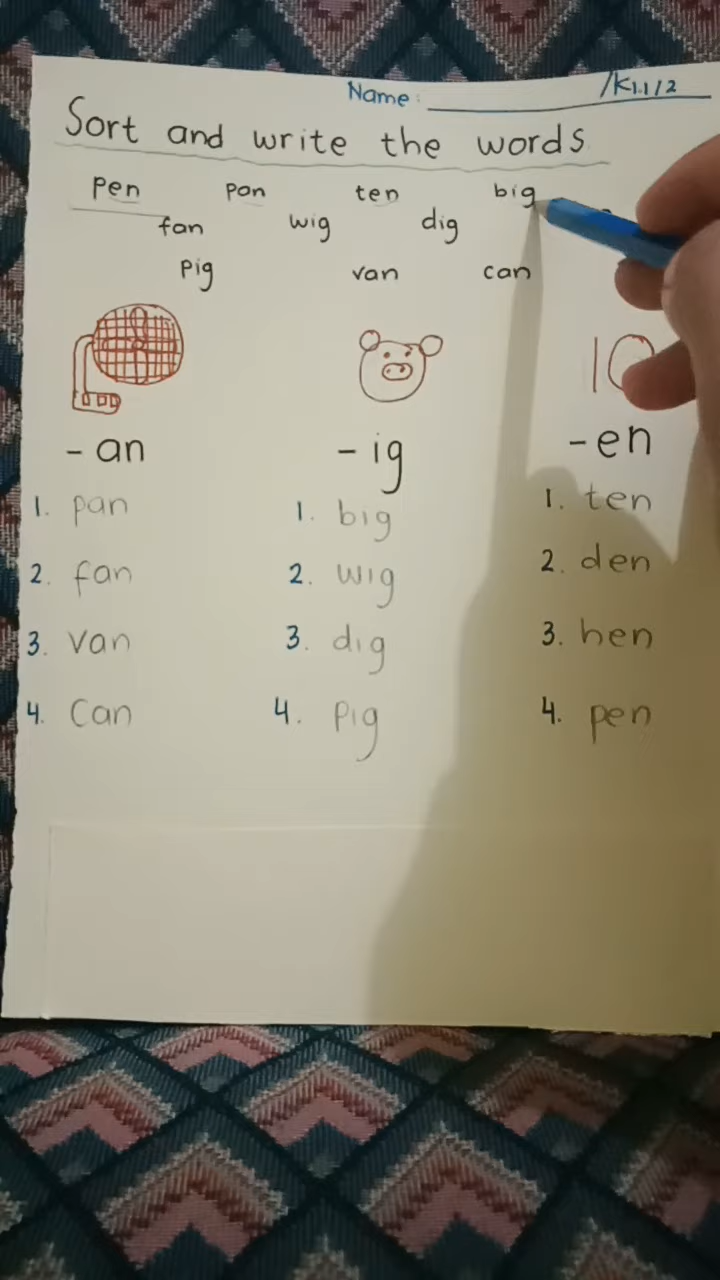 Name: /K1.1/2
Sort and write the words
pen pan ten big
fan wig dig
pig van can
10
-an -ig -en
1. pan 1. big 1. ten
2. fan 2. wig 2. den
3. van 3. dig 3. hen
4. can 4. pig 4. pen